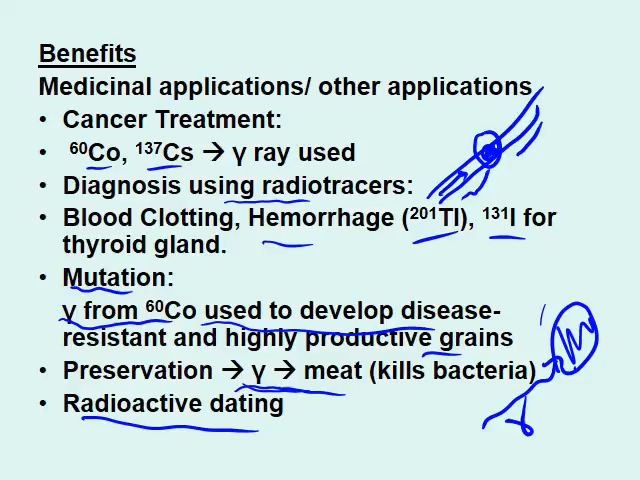 Benefits
Medicinal applications/ other applications
• Cancer Treatment:
• ⁶⁰Co, ¹³⁷Cs → γ ray used
• Diagnosis using radiotracers:
• Blood Clotting, Hemorrhage (²⁰¹Tl), ¹³¹I for
thyroid gland.
• Mutation:
γ from ⁶⁰Co used to develop disease-
resistant and highly productive grains
• Preservation → γ → meat (kills bacteria)
• Radioactive dating